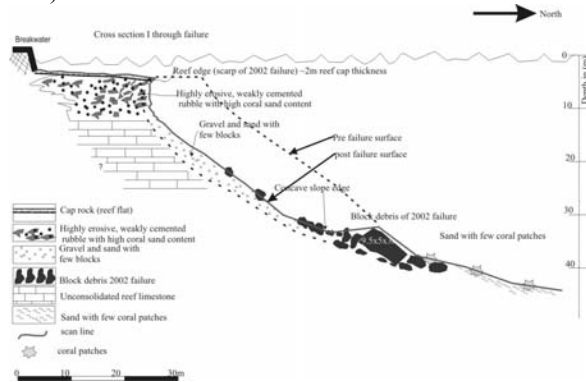 Cross section I through failure
North
Breakwater
0
Reef edge (scarp of 2002 failure) ~2m reef cap thickness
Highly erosive, weakly cemented
rubble with high coral sand content
10
Gravel and sand with
few blocks
Pre failure surface
post failure surface
20
?
Concave slope edge
Block debris of 2002 failure
30
Sand with few coral patches
40
Cap rock (reef flat)
Highly erosive, weakly cemented
rubble with high coral sand content
Gravel and sand with
few blocks
Block debris 2002 failure
Unconsolidated reef limestone
Sand with few coral patches
scan line
coral patches
0 10 20 30m